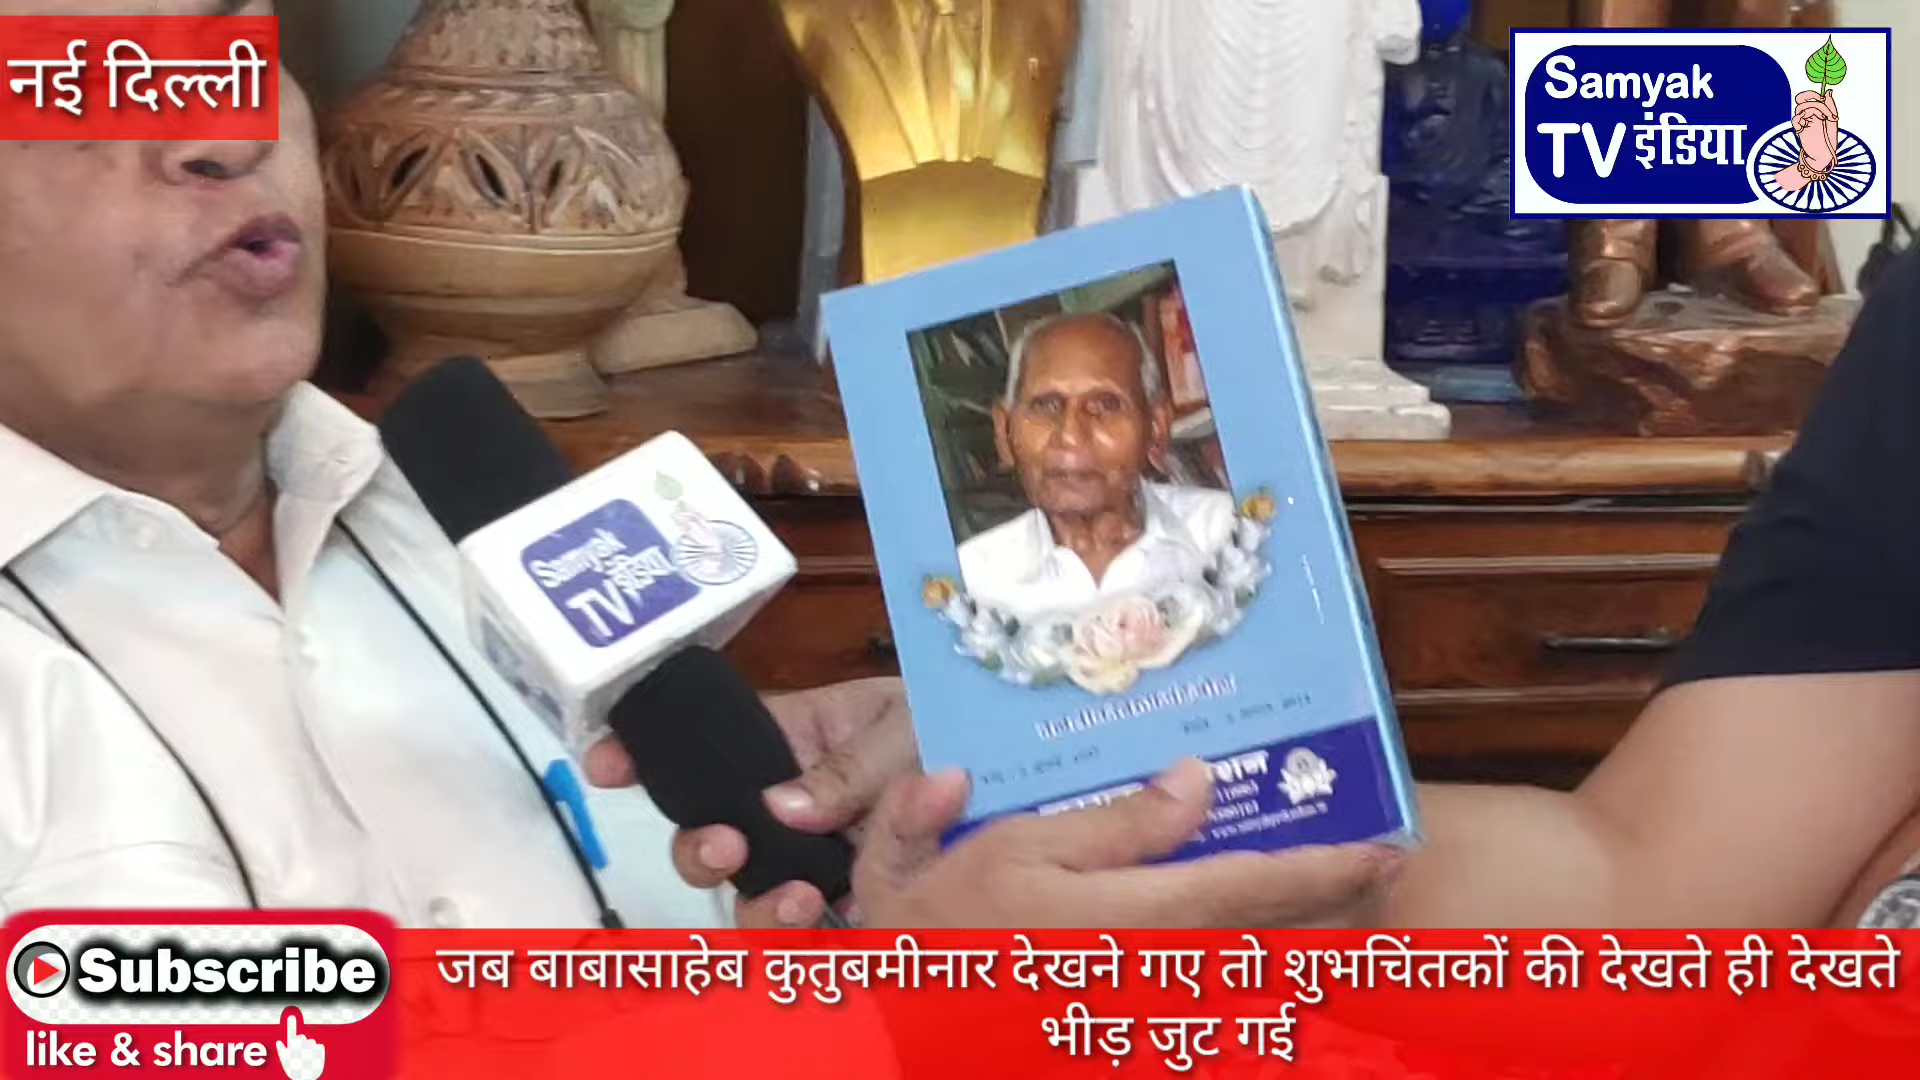 नई दिल्ली
Samyak
TV इंडिया
Samyak
TV इंडिया
Subscribe
like & share
जब बाबासाहेब कुतुबमीनार देखने गए तो शुभचिंतकों की देखते ही देखते
भीड़ जुट गई